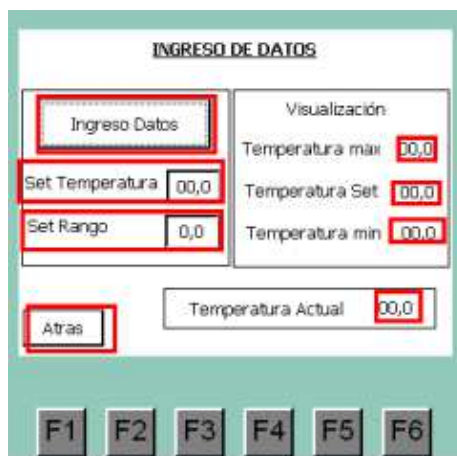 INGRESO DE DATOS
Ingreso Datos
Set Temperatura 00,0
Set Rango 0,0
Visualización
Temperatura max 00,0
Temperatura Set 00,0
Temperatura min 00,0
Temperatura Actual 00,0
Atras
F1 F2 F3 F4 F5 F6